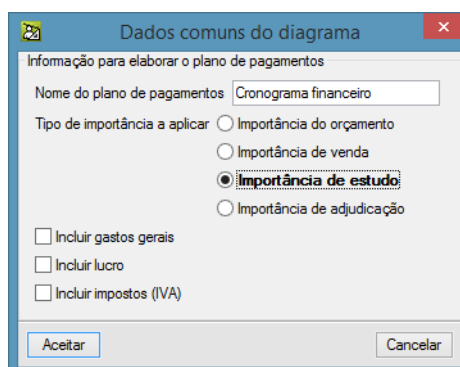 Dados comuns do diagrama
Informação para elaborar o plano de pagamentos
Nome do plano de pagamentos Cronograma financeiro
Tipo de importância a aplicar Importância do orçamento
Importância de venda
Importância de estudo
Importância de adjudicação
Incluir gastos gerais
Incluir lucro
Incluir impostos (IVA)
Aceitar Cancelar